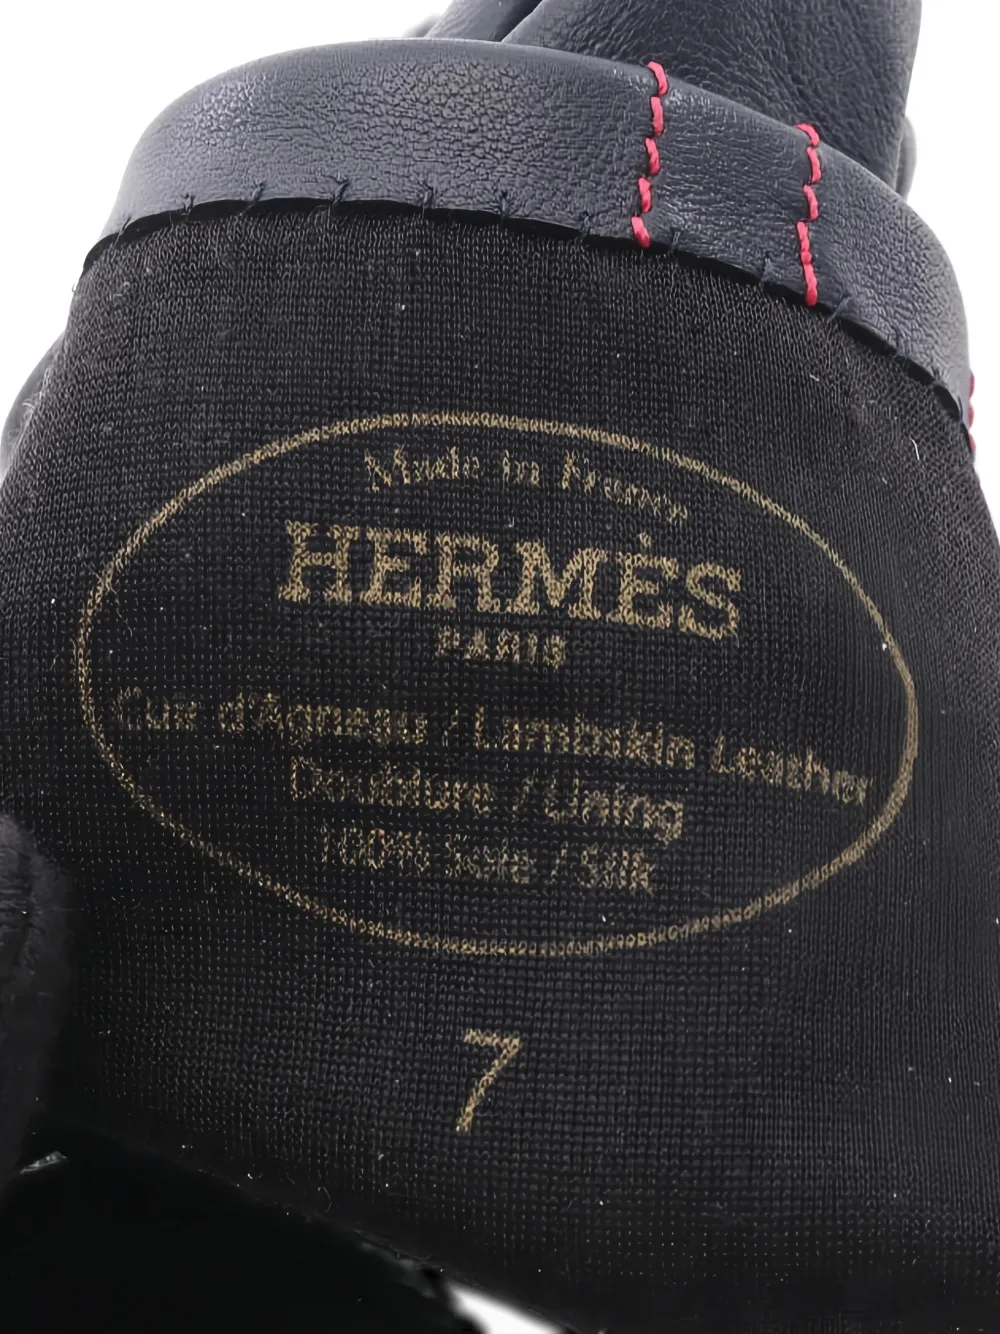 Made in France
HERMÈS
PARIS
Cuir d'Agneau / Lambskin Leather
Doublure / Lining
100% Soie / Silk
7